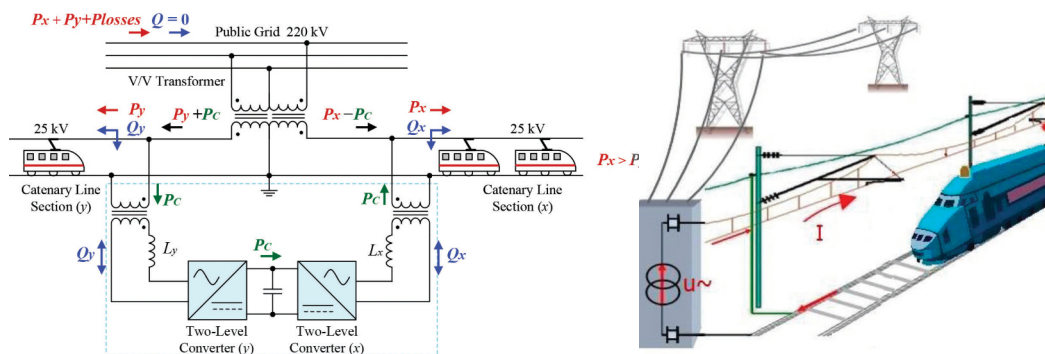 Px + Py+Plosses Q = 0
Public Grid 220 kV
V/V Transformer
Py
Py+PC
Px−PC
Px
25 kV
Qy
Qx
25 kV
Px > P
Catenary Line
Section (y)
Catenary Line
Section (x)
PC
PC
Qy
Ly
PC
Lx
Qx
Two-Level
Converter (y)
Two-Level
Converter (x)
I
u~